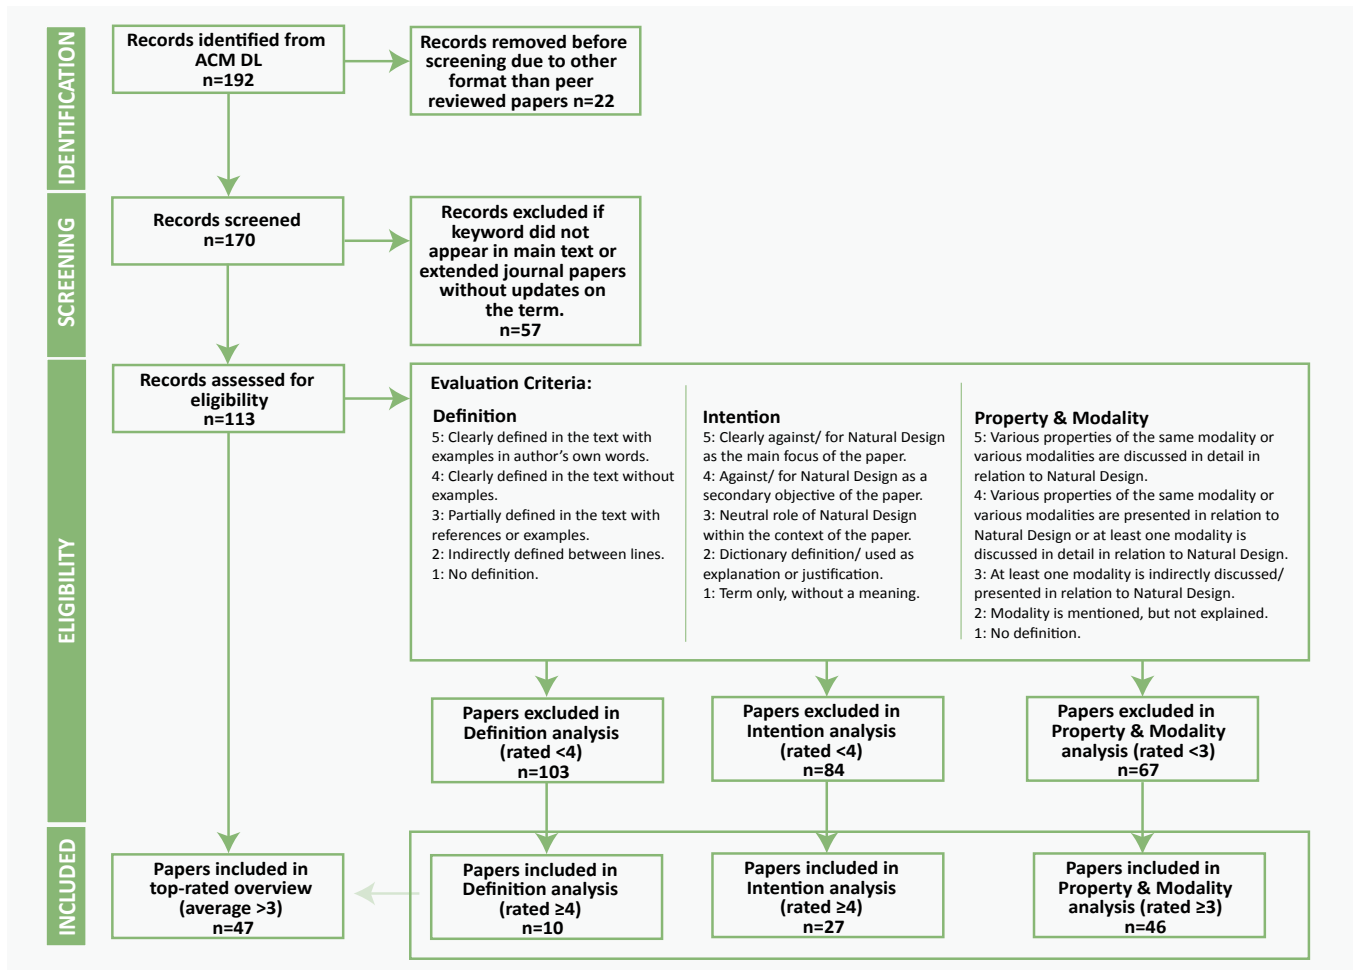 IDENTIFICATION
Records identified from
ACM DL
n=192
Records removed before
screening due to other
format than peer
reviewed papers n=22
SCREENING
Records screened
n=170
Records excluded if
keyword did not
appear in main text or
extended journal papers
without updates on
the term.
n=57
ELIGIBILITY
Records assessed for
eligibility
n=113
Evaluation Criteria:
Definition
5: Clearly defined in the text with
examples in author's own words.
4: Clearly defined in the text without
examples.
3: Partially defined in the text with
references or examples.
2: Indirectly defined between lines.
1: No definition.
Intention
5: Clearly against/ for Natural Design
as the main focus of the paper.
4: Against/ for Natural Design as a
secondary objective of the paper.
3: Neutral role of Natural Design
within the context of the paper.
2: Dictionary definition/ used as
explanation or justification.
1: Term only, without a meaning.
Property & Modality
5: Various properties of the same modality or
various modalities are discussed in detail in
relation to Natural Design.
4: Various properties of the same modality or
various modalities are presented in relation to
Natural Design or at least one modality is
discussed in detail in relation to Natural Design.
3: At least one modality is indirectly discussed/
presented in relation to Natural Design.
2: Modality is mentioned, but not explained.
1: No definition.
Papers excluded in
Definition analysis
(rated <4)
n=103
Papers excluded in
Intention analysis
(rated <4)
n=84
Papers excluded in
Property & Modality
analysis (rated <3)
n=67
INCLUDED
Papers included in
top-rated overview
(average >3)
n=47
Papers included in
Definition analysis
(rated ≥4)
n=10
Papers included in
Intention analysis
(rated ≥4)
n=27
Papers included in
Property & Modality
analysis (rated ≥3)
n=46